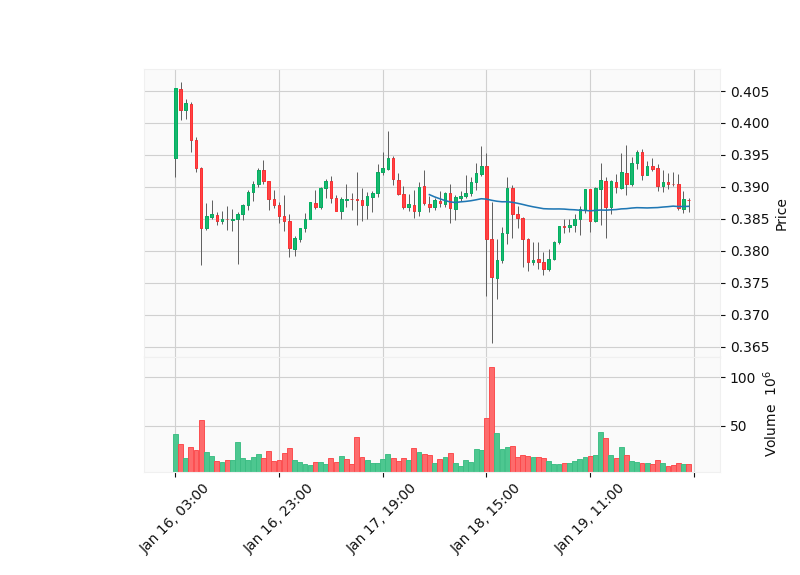 0.405
0.400
0.395
0.390
0.385
0.380
0.375
0.370
0.365
Price
100
50
Volume 10^6
Jan 16, 03:00
Jan 16, 23:00
Jan 17, 19:00
Jan 18, 15:00
Jan 19, 11:00